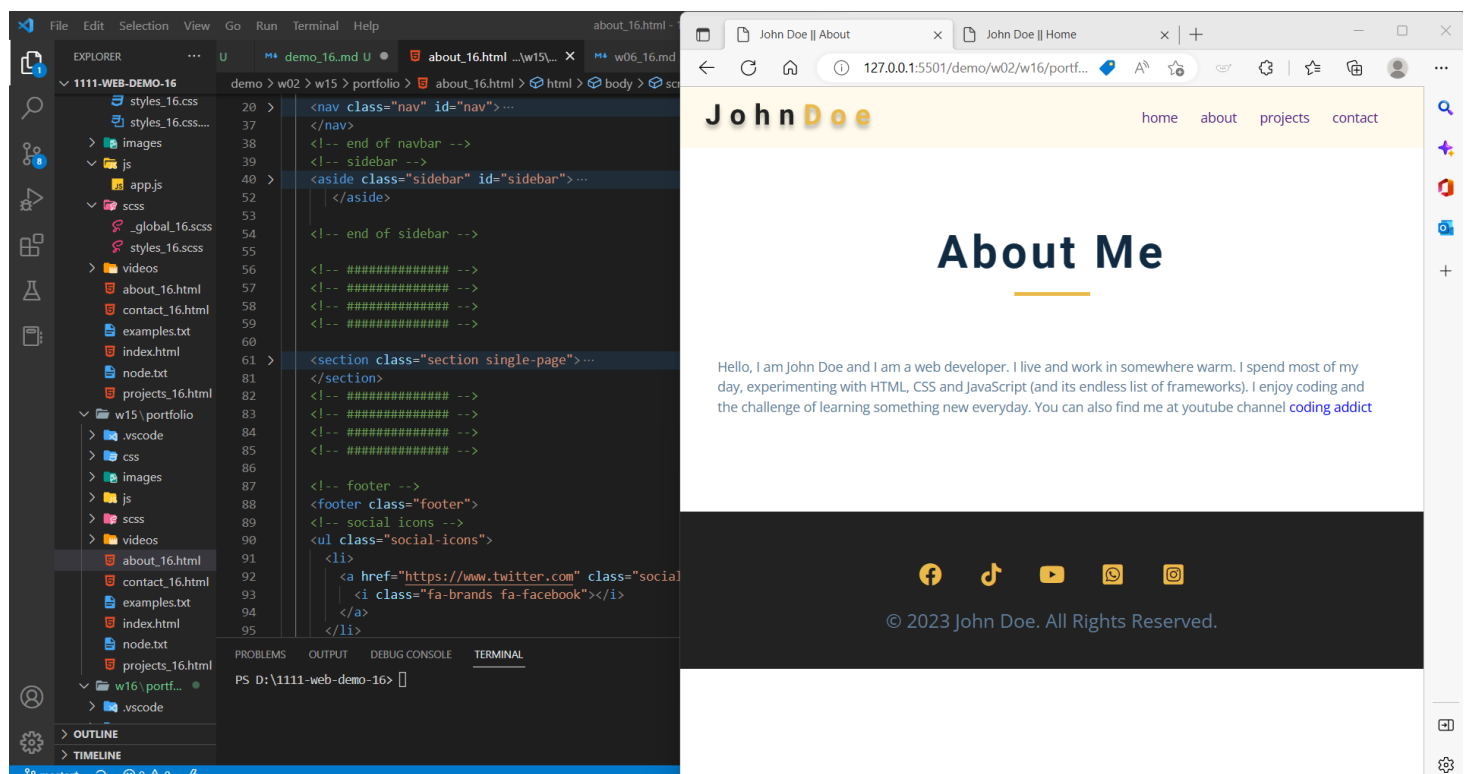 File Edit Selection View Go Run Terminal Help about_16.html -
EXPLORER
1111-WEB-DEMO-16
styles_16.css
styles_16.css....
images
js
app.js
scss
_global_16.scss
styles_16.scss
videos
about_16.html
contact_16.html
examples.txt
index.html
node.txt
projects_16.html
w15\portfolio
.vscode
css
images
js
scss
videos
about_16.html
contact_16.html
examples.txt
index.html
node.txt
projects_16.html
w16\portf...
.vscode
OUTLINE
TIMELINE
U demo_16.md U about_16.html ...\w15\... w06_16.md
demo > w02 > w15 > portfolio > about_16.html > html > body > scr
20 <nav class="nav" id="nav">...
37 </nav>
38 <!-- end of navbar -->
39 <!-- sidebar -->
40 <aside class="sidebar" id="sidebar">...
52 </aside>
53
54 <!-- end of sidebar -->
55
56 <!-- ############## -->
57 <!-- ############## -->
58 <!-- ############## -->
59 <!-- ############## -->
60
61 <section class="section single-page">...
81 </section>
82 <!-- ############## -->
83 <!-- ############## -->
84 <!-- ############## -->
85 <!-- ############## -->
86
87 <!-- footer -->
88 <footer class="footer">
89 <!-- social icons -->
90 <ul class="social-icons">
91 <li>
92 <a href="https://www.twitter.com" class="social
93 <i class="fa-brands fa-facebook"></i>
94 </a>
95 </li>
PROBLEMS OUTPUT DEBUG CONSOLE TERMINAL
PS D:\1111-web-demo-16>
John Doe || About John Doe || Home
127.0.0.1:5501/demo/w02/w16/portf...
JohnDoe
home about projects contact
About Me
Hello, I am John Doe and I am a web developer. I live and work in somewhere warm. I spend most of my
day, experimenting with HTML, CSS and JavaScript (and its endless list of frameworks). I enjoy coding and
the challenge of learning something new everyday. You can also find me at youtube channel coding addict
© 2023 John Doe. All Rights Reserved.